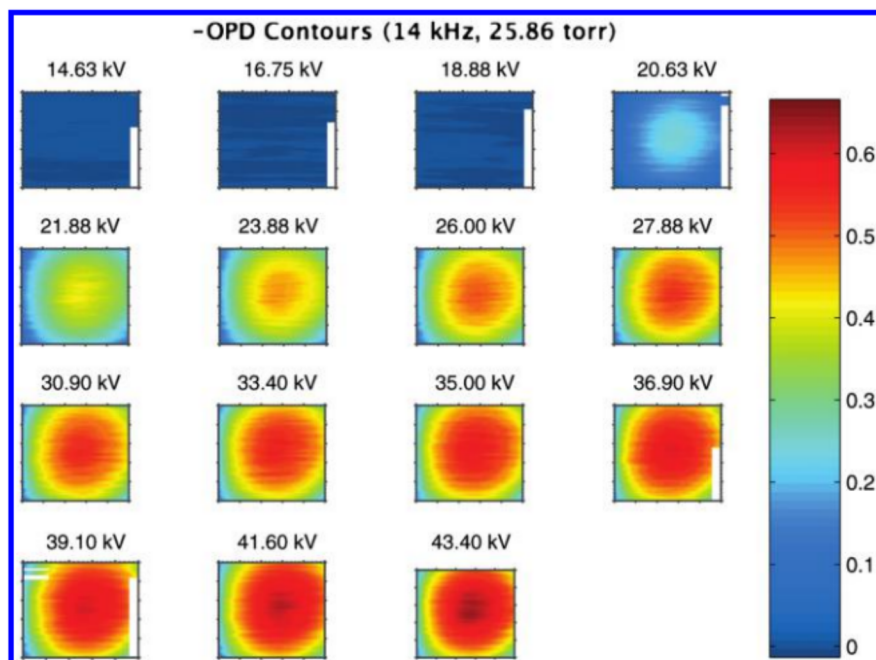 -OPD Contours (14 kHz, 25.86 torr)
14.63 kV
16.75 kV
18.88 kV
20.63 kV
21.88 kV
23.88 kV
26.00 kV
27.88 kV
30.90 kV
33.40 kV
35.00 kV
36.90 kV
39.10 kV
41.60 kV
43.40 kV
0.6
0.5
0.4
0.3
0.2
0.1
0